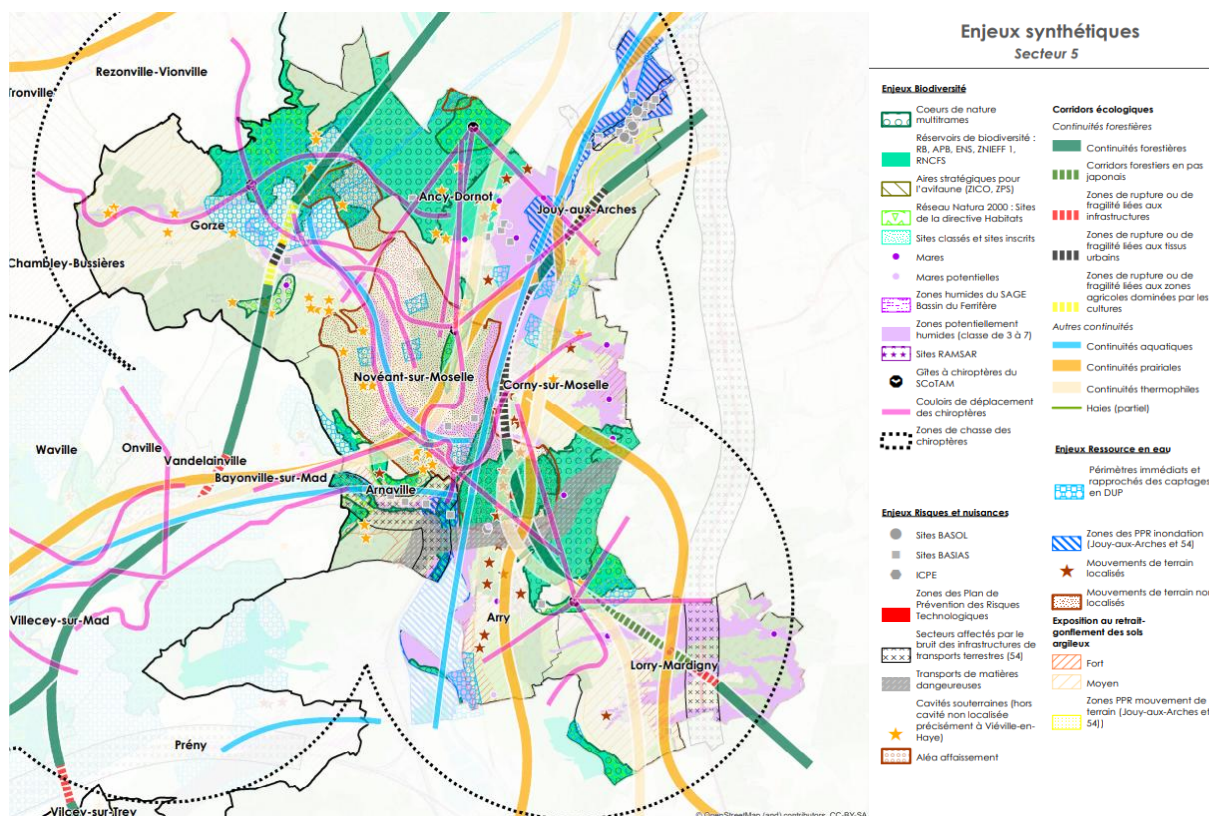 Enjeux synthétiques
Secteur 5
Rezonville-Vionville
Tronville
Ancy-Dornot
Jouy-aux-Arches
Gorze
Chambley-Bussières
Novéant-sur-Moselle
Corny-sur-Moselle
Waville
Onville
Vandelainville
Bayonville-sur-Mad
Arnaville
Villecey-sur-Mad
Arry
Lorry-Mardigny
Prény
Vilcey-sur-Trey
© OpenStreetMap (and) contributors, CC-BY-SA
Enjeux Biodiversité
Coeurs de nature
multitrames
Réservoirs de biodiversité :
RB, APB, ENS, ZNIEFF 1,
RNCFS
Aires stratégiques pour
l'avifaune (ZICO, ZPS)
Réseau Natura 2000 : Sites
de la directive Habitats
Sites classés et sites inscrits
Mares
Mares potentielles
Zones humides du SAGE
Bassin du Ferrifère
Zones potentiellement
humides (classe de 3 à 7)
Sites RAMSAR
Gîtes à chiroptères du
SCoTAM
Couloirs de déplacement
des chiroptères
Zones de chasse des
chiroptères
Enjeux Risques et nuisances
Sites BASOL
Sites BASIAS
ICPE
Zones des Plan de
Prévention des Risques
Technologiques
Secteurs affectés par le
bruit des infrastructures de
transports terrestres (54)
Transports de matières
dangeureuses
Cavités souterraines (hors
cavité non localisée
précisément à Viéville-en-
Haye)
Aléa affaissement
Corridors écologiques
Continuités forestières
Continuités forestières
Corridors forestiers en pas
japonais
Zones de rupture ou de
fragilité liées aux
infrastructures
Zones de rupture ou de
fragilité liées aux tissus
urbains
Zones de rupture ou de
fragilité liées aux zones
agricoles dominées par les
cultures
Autres continuités
Continuités aquatiques
Continuités prairiales
Continuités thermophiles
Haies (partiel)
Enjeux Ressource en eau
Périmètres immédiats et
rapprochés des captages
en DUP
Zones des PPR inondation
(Jouy-aux-Arches et 54)
Mouvements de terrain
localisés
Mouvements de terrain non
localisés
Exposition au retrait-
gonflement des sols
argileux
Fort
Moyen
Zones PPR mouvement de
terrain (Jouy-aux-Arches et
54))